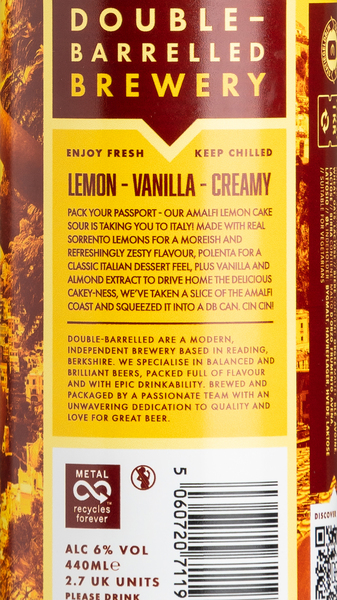 DOUBLE-
BARRELLED
BREWERY
ENJOY FRESH KEEP CHILLED
LEMON - VANILLA - CREAMY
PACK YOUR PASSPORT - OUR AMALFI LEMON CAKE
SOUR IS TAKING YOU TO ITALY! MADE WITH REAL
SORRENTO LEMONS FOR A MOREISH AND
REFRESHINGLY ZESTY FLAVOUR, POLENTA FOR A
CLASSIC ITALIAN DESSERT FEEL, PLUS VANILLA AND
ALMOND EXTRACT TO DRIVE HOME THE DELICIOUS
CAKEY-NESS, WE'VE TAKEN A SLICE OF THE AMALFI
COAST AND SQUEEZED IT INTO A DB CAN. CIN CIN!
DOUBLE-BARRELLED ARE A MODERN,
INDEPENDENT BREWERY BASED IN READING,
BERKSHIRE. WE SPECIALISE IN BALANCED AND
BRILLIANT BEERS, PACKED FULL OF FLAVOUR
AND WITH EPIC DRINKABILITY. BREWED AND
PACKAGED BY A PASSIONATE TEAM WITH AN
UNWAVERING DEDICATION TO QUALITY AND
LOVE FOR GREAT BEER.
METAL
recycles
forever
ALC 6% VOL
440ML℮
2.7 UK UNITS
PLEASE DRINK
5 060720 7119
// SUITABLE FOR VEGETARIANS
DISCOVER